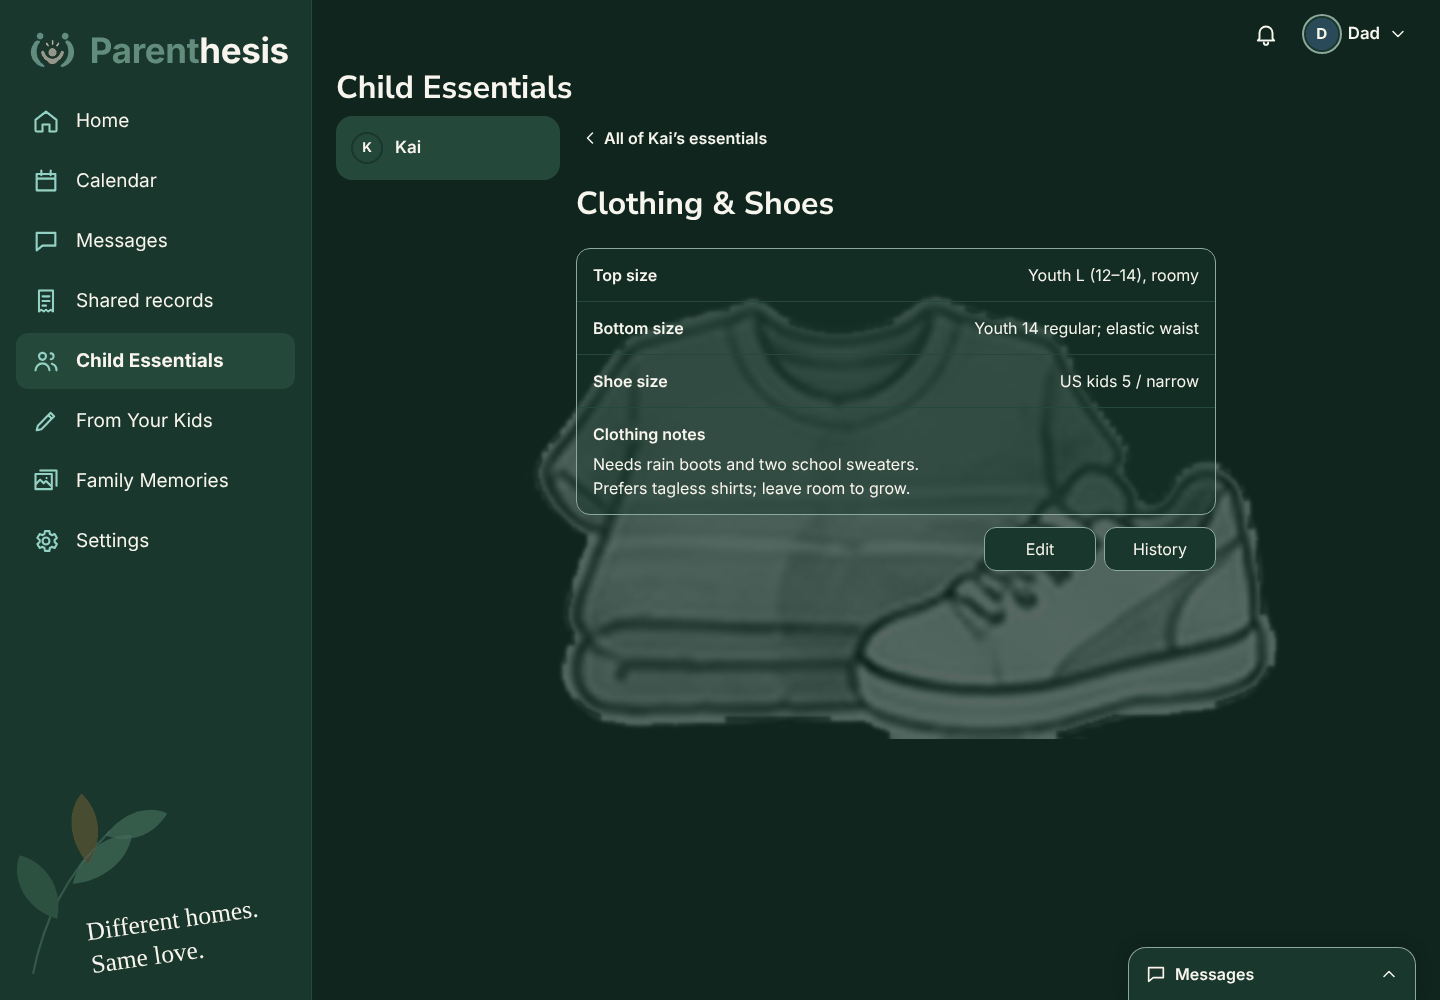 Parenthesis
Home
Calendar
Messages
Shared records
Child Essentials
From Your Kids
Family Memories
Settings
Different homes.
Same love.
D
Dad
Child Essentials
K
Kai
All of Kai’s essentials
Clothing & Shoes
Top size
Youth L (12–14), roomy
Bottom size
Youth 14 regular; elastic waist
Shoe size
US kids 5 / narrow
Clothing notes
Needs rain boots and two school sweaters.
Prefers tagless shirts; leave room to grow.
Edit
History
Messages